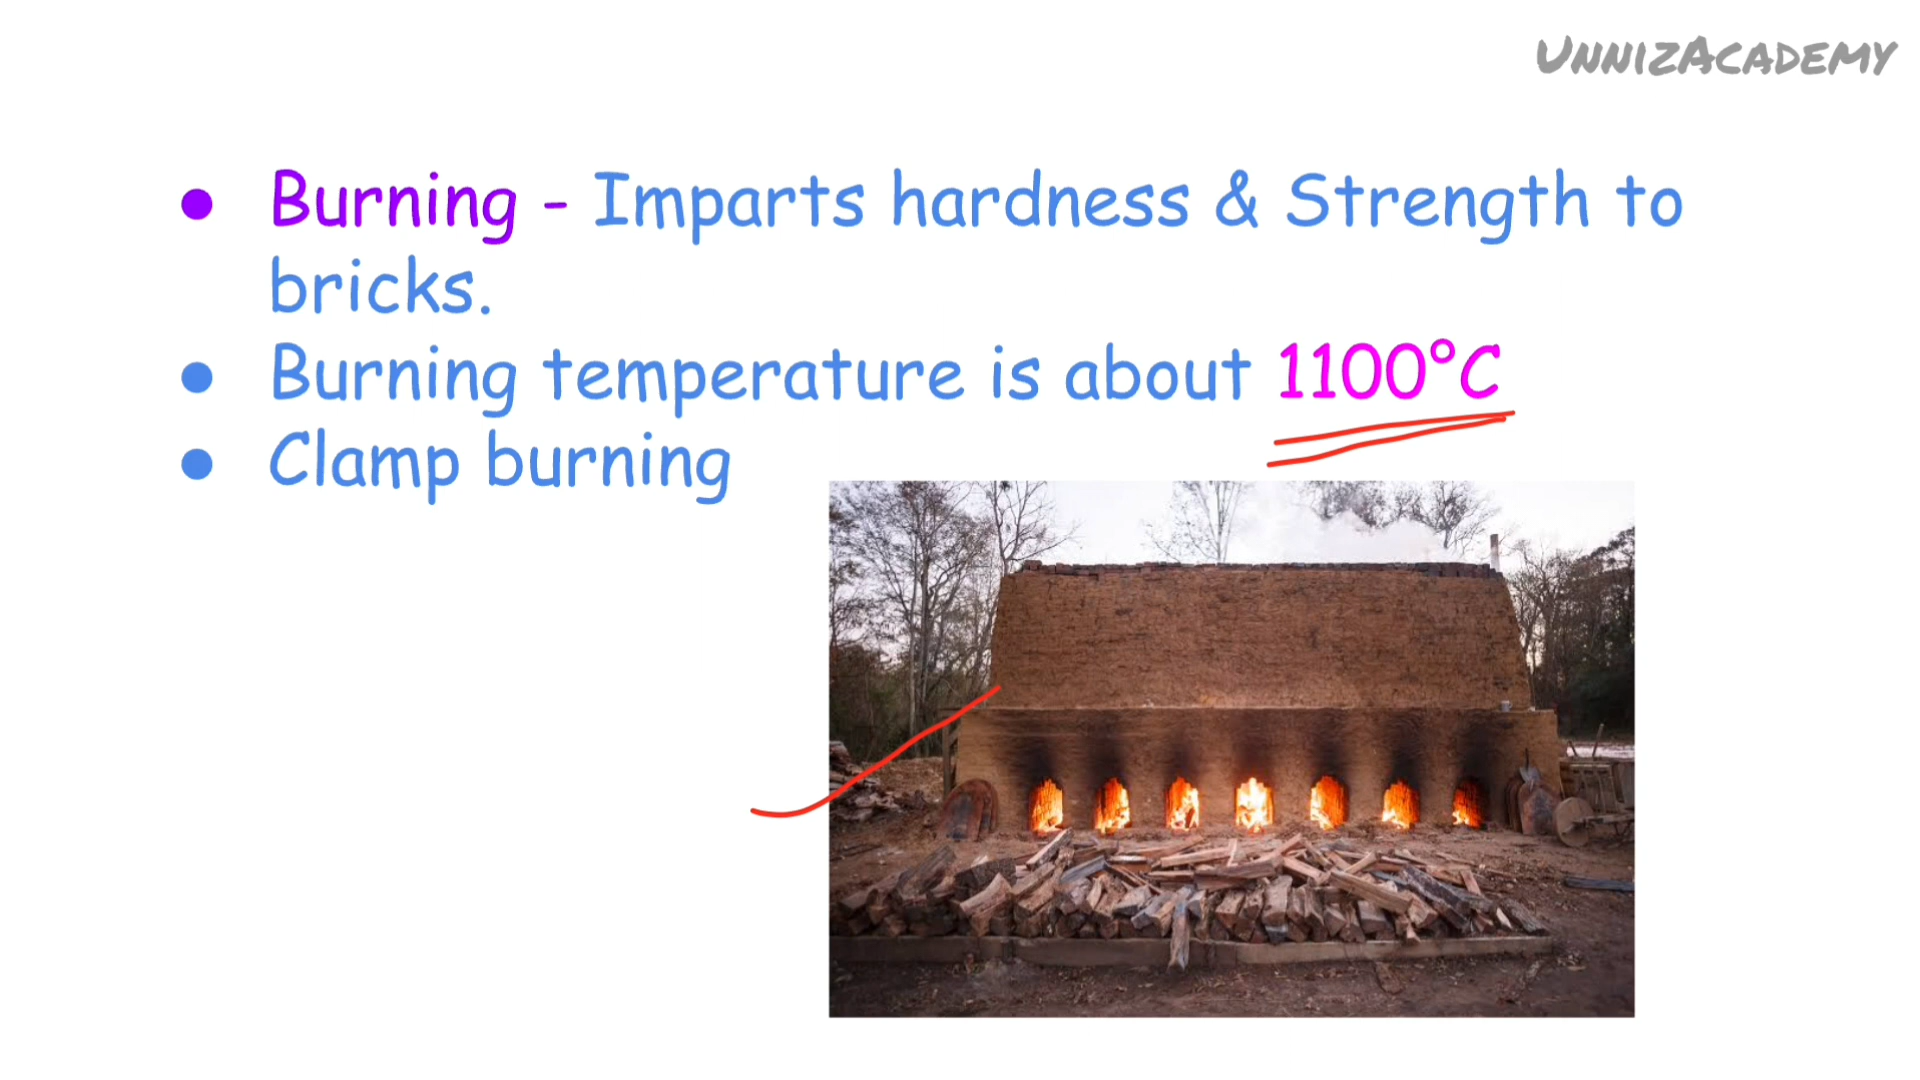 UnnizAcademy
● Burning - Imparts hardness & Strength to
bricks.
● Burning temperature is about 1100°C
● Clamp burning